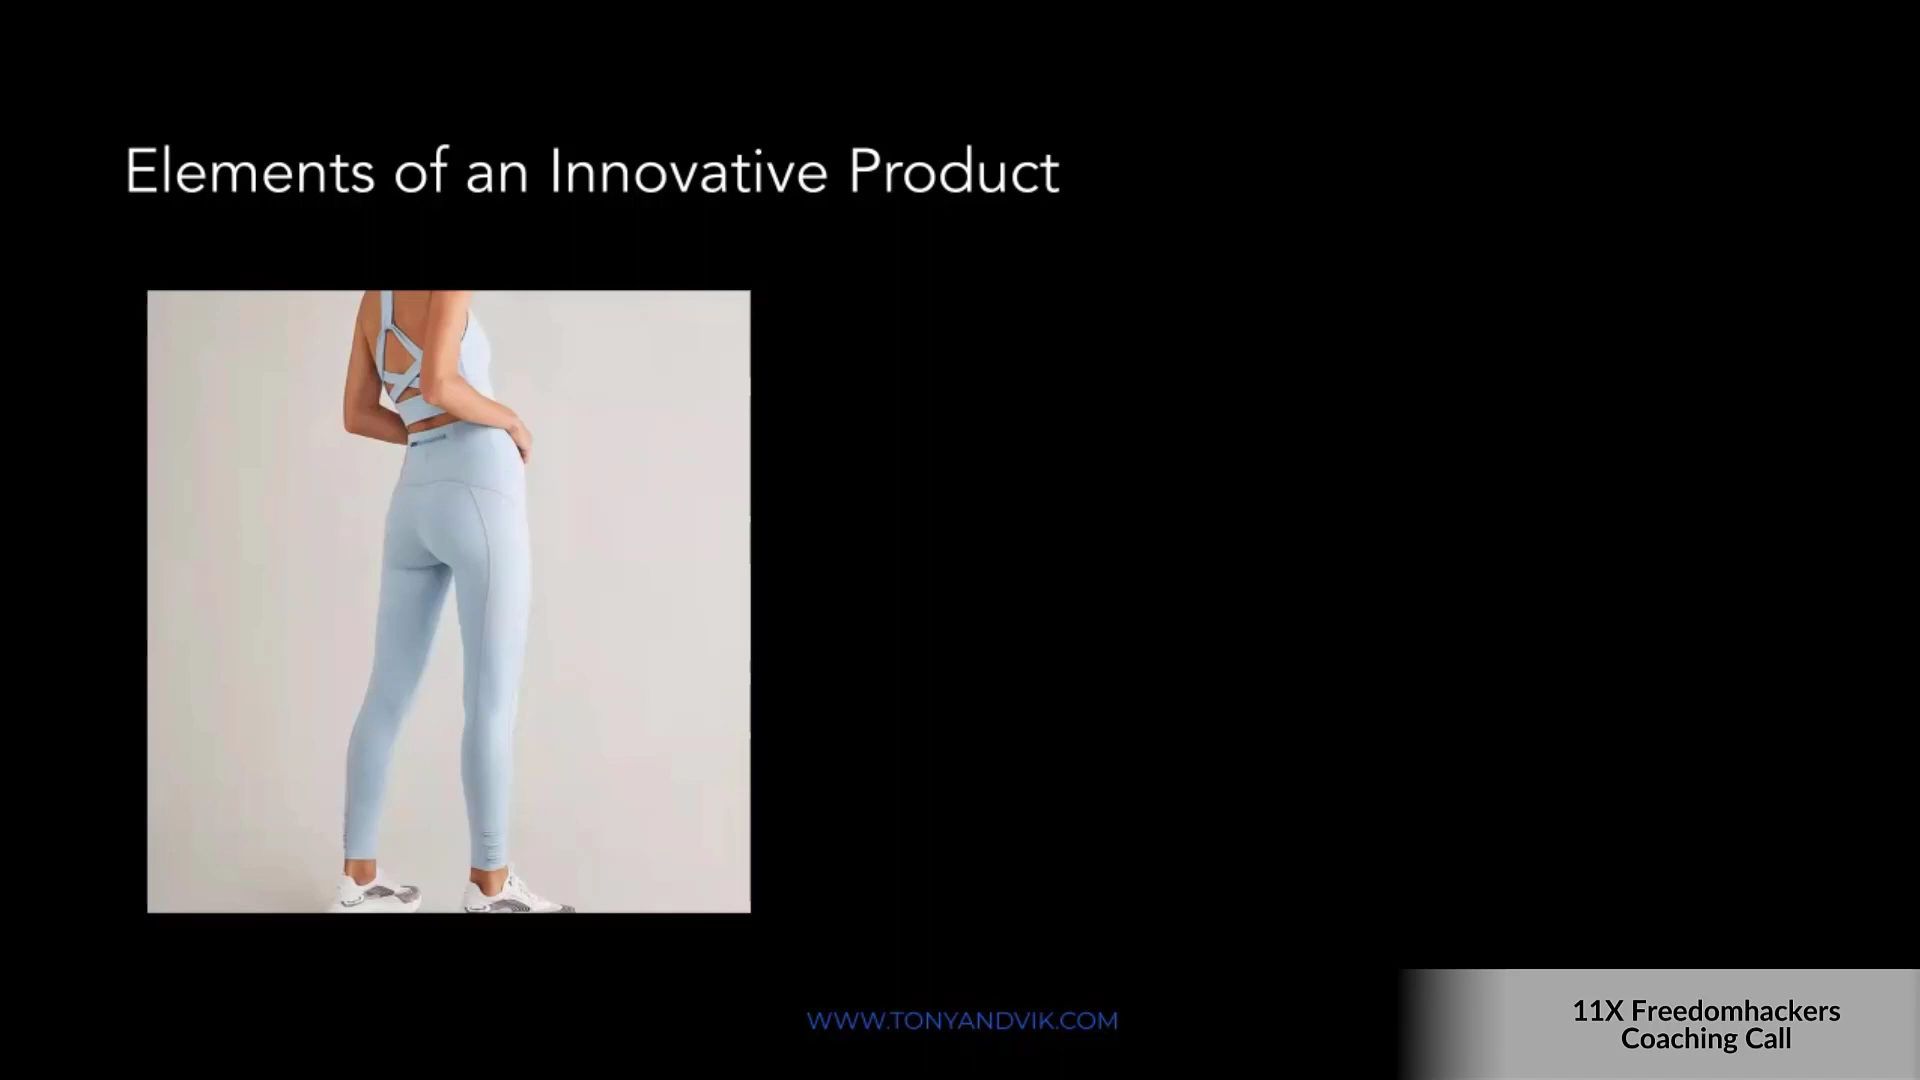 Elements of an Innovative Product
WWW.TONYANDVIK.COM
11X Freedomhackers
Coaching Call